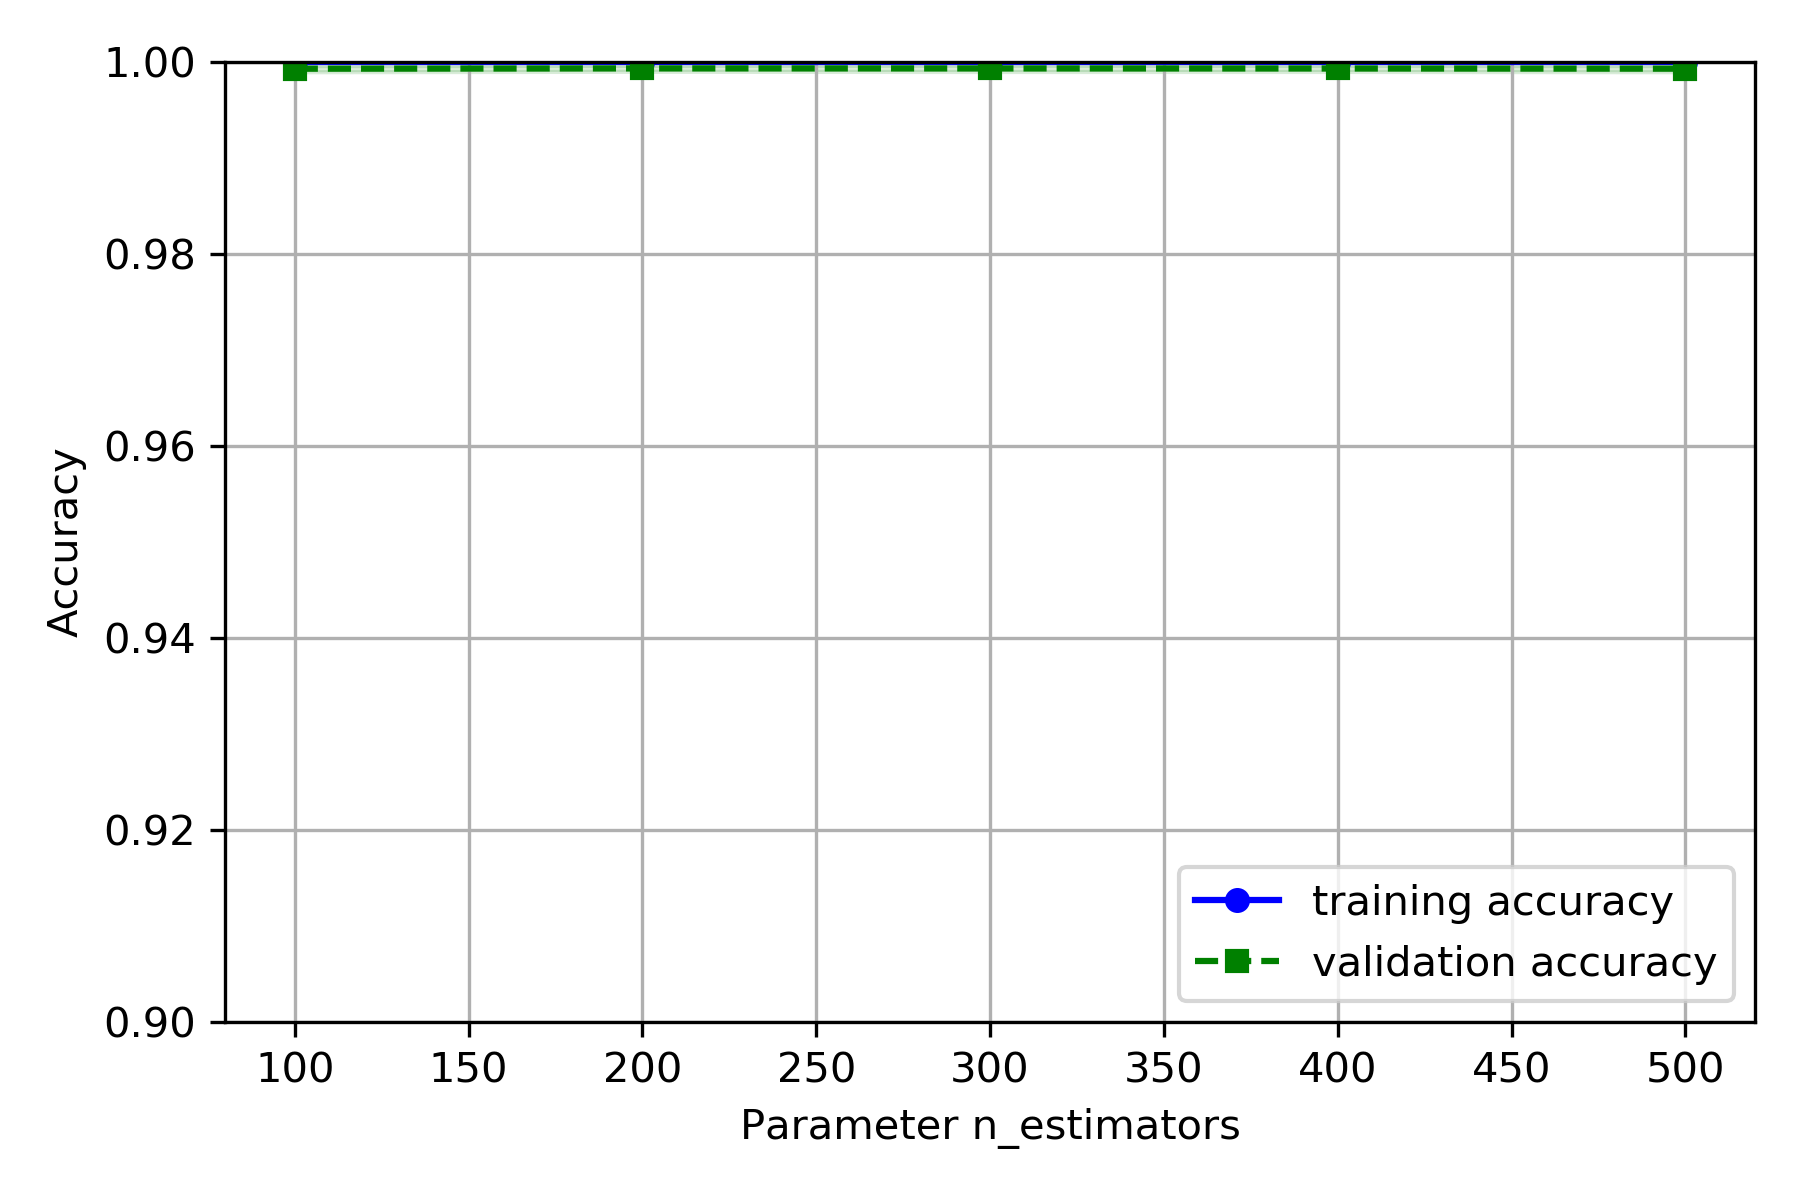 1.00
0.98
0.96
0.94
0.92
0.90
Accuracy
training accuracy
validation accuracy
100 150 200 250 300 350 400 450 500
Parameter n_estimators